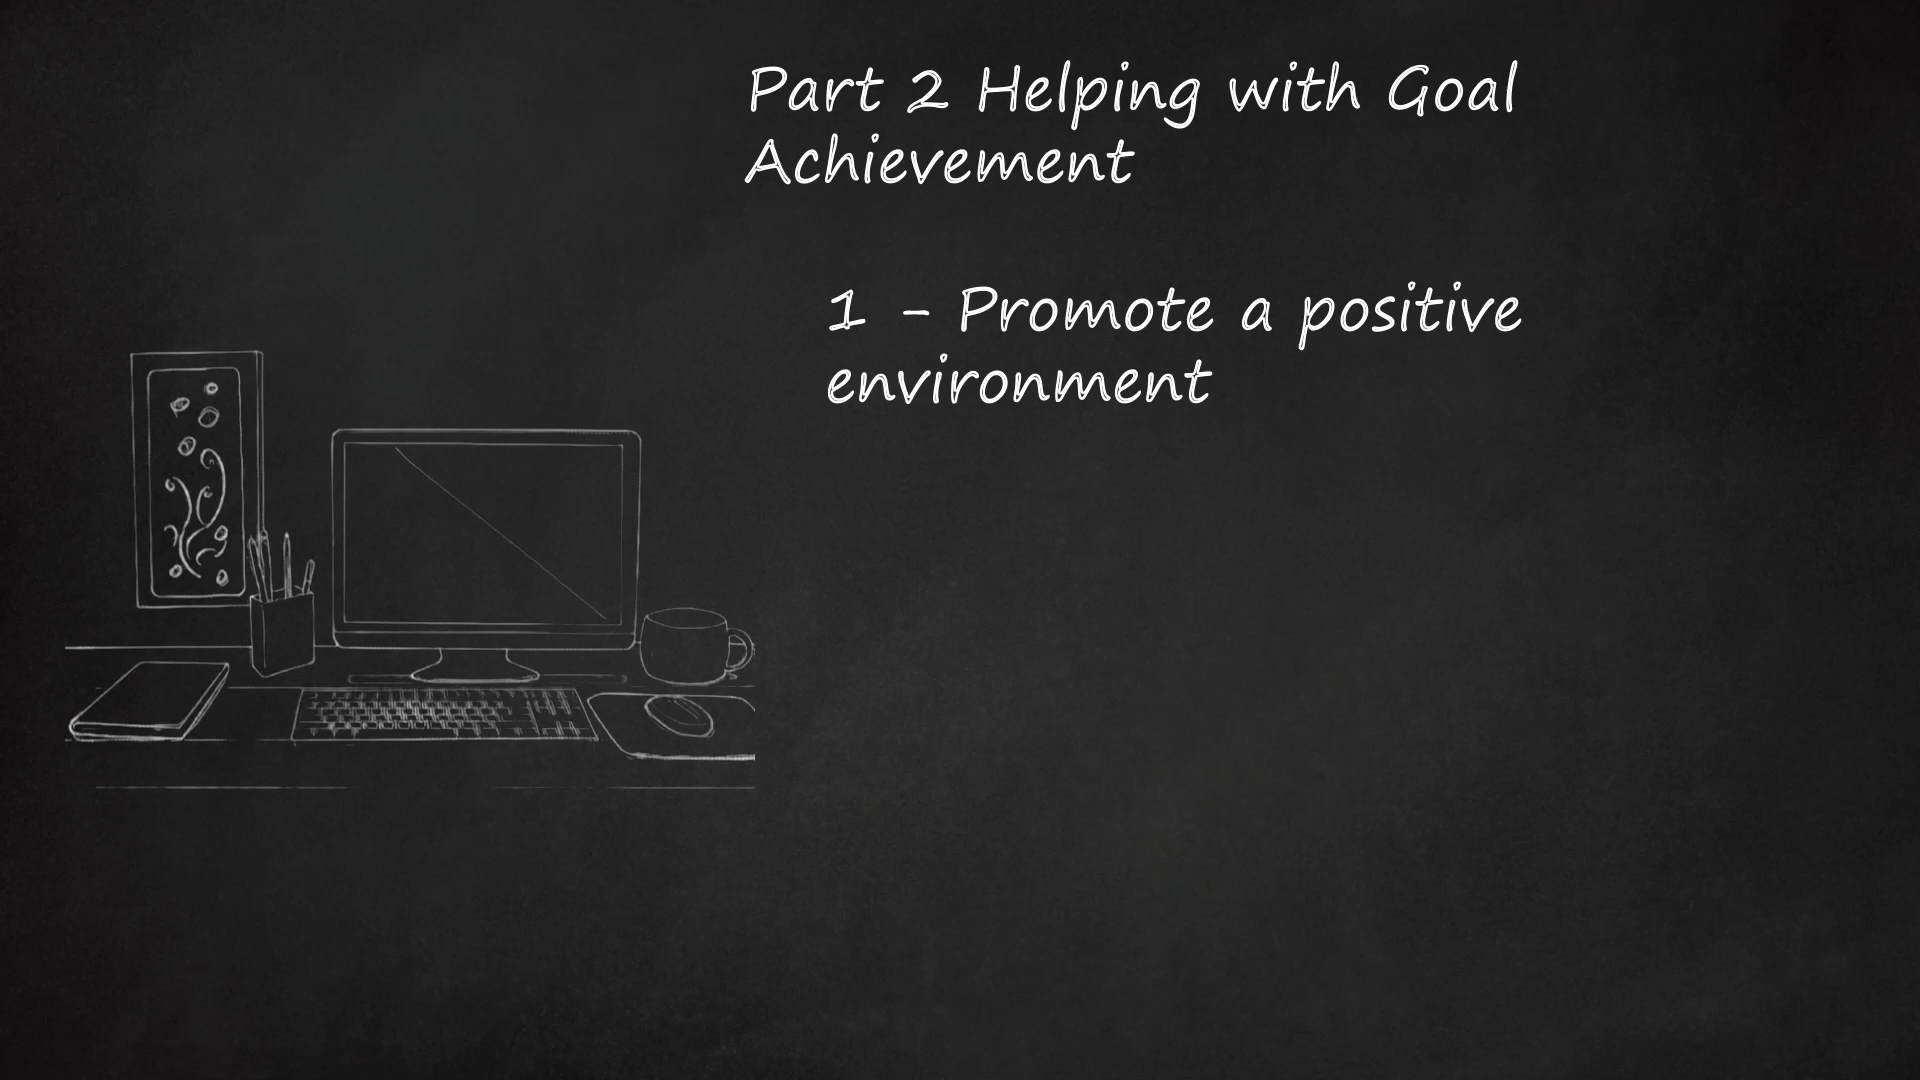 Part 2 Helping with Goal
Achievement
1 - Promote a positive
environment